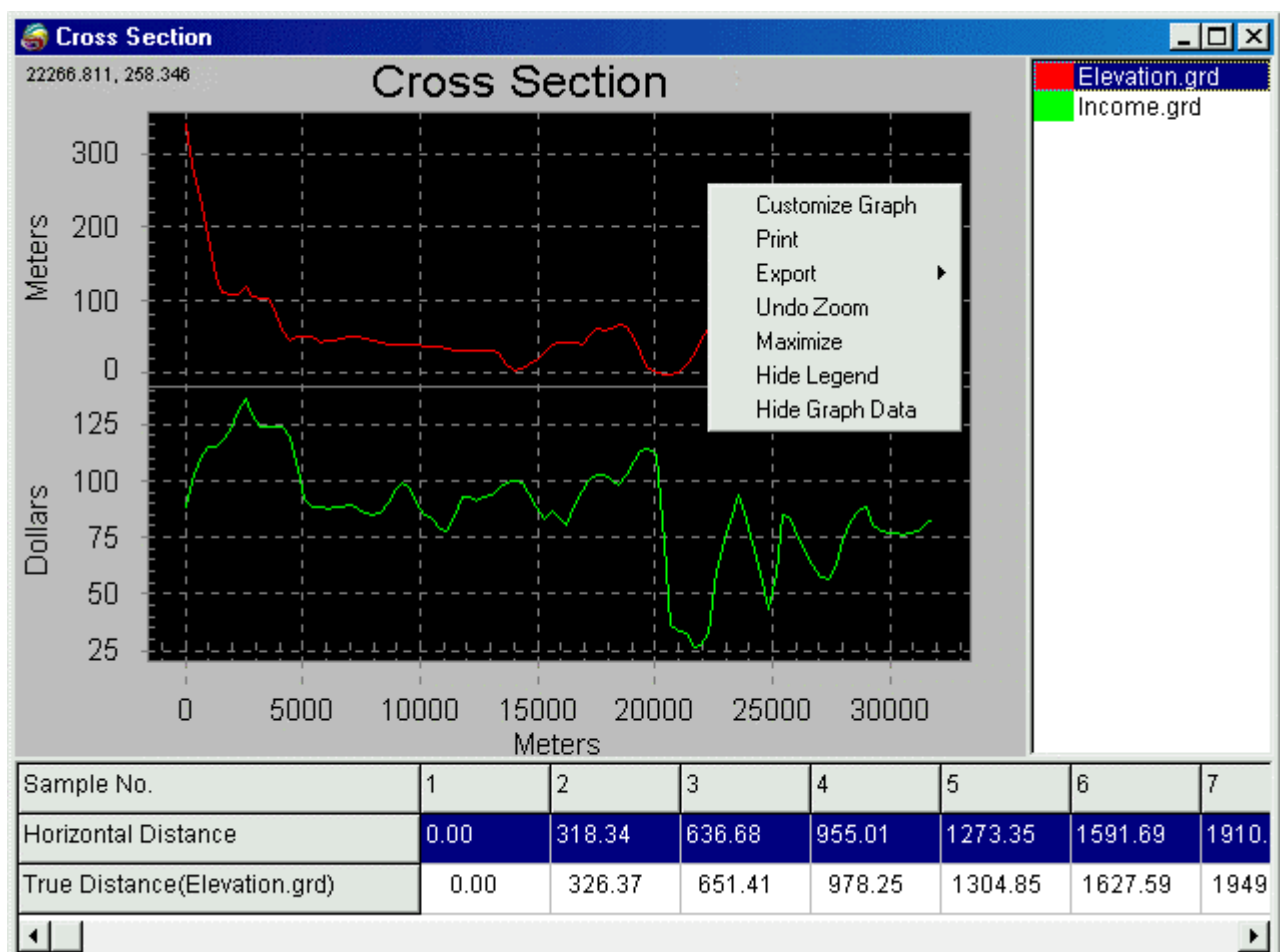 Cross Section
22266.811, 258.346
Cross Section
Elevation.grd
Income.grd
Meters
300
200
100
0
Customize Graph
Print
Export
Undo Zoom
Maximize
Hide Legend
Hide Graph Data
Dollars
125
100
75
50
25
0 5000 10000 15000 20000 25000 30000
Meters
Sample No. 1 2 3 4 5 6 7
Horizontal Distance 0.00 318.34 636.68 955.01 1273.35 1591.69 1910.
True Distance(Elevation.grd) 0.00 326.37 651.41 978.25 1304.85 1627.59 1949